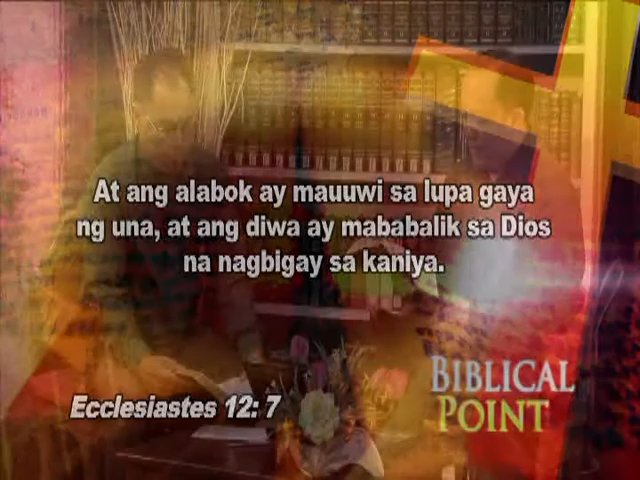 At ang alabok ay mauuwi sa lupa gaya
ng una, at ang diwa ay mababalik sa Dios
na nagbigay sa kaniya.
Ecclesiastes 12: 7
BIBLICAL
POINT